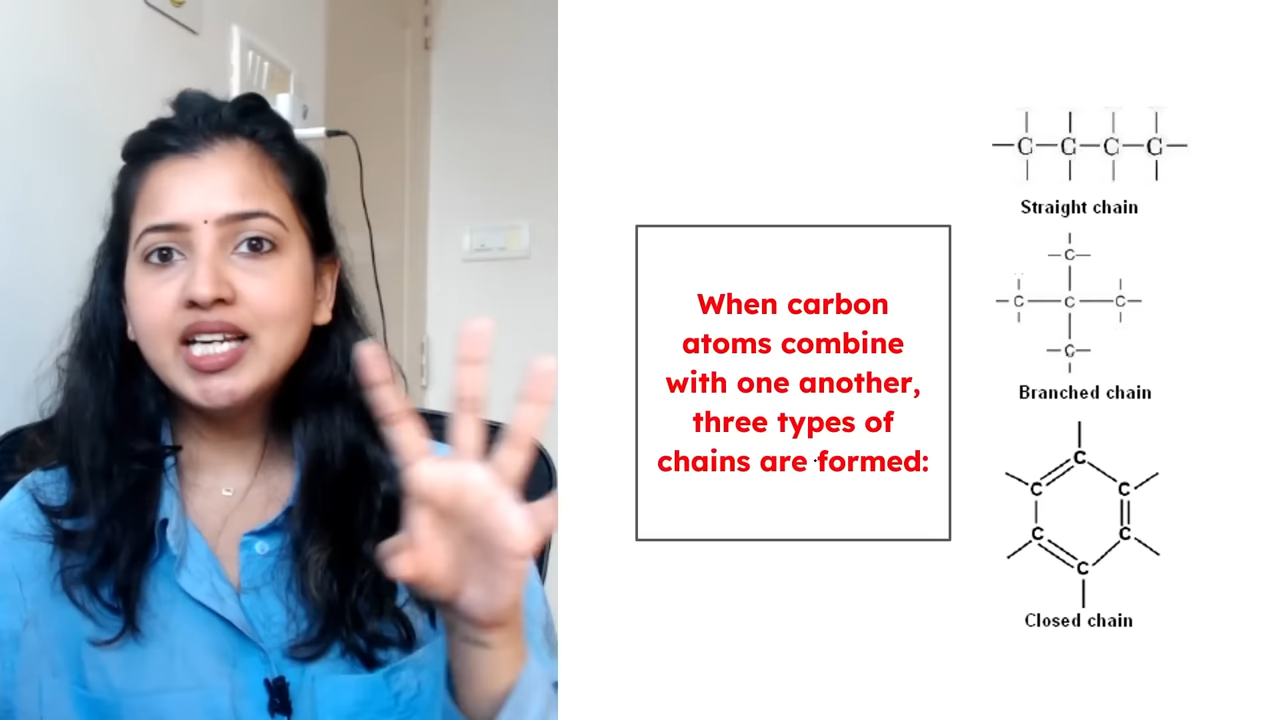 When carbon
atoms combine
with one another,
three types of
chains are formed:
C C C C
Straight chain
C
C C C
C
Branched chain
C
C C
C C
C
Closed chain